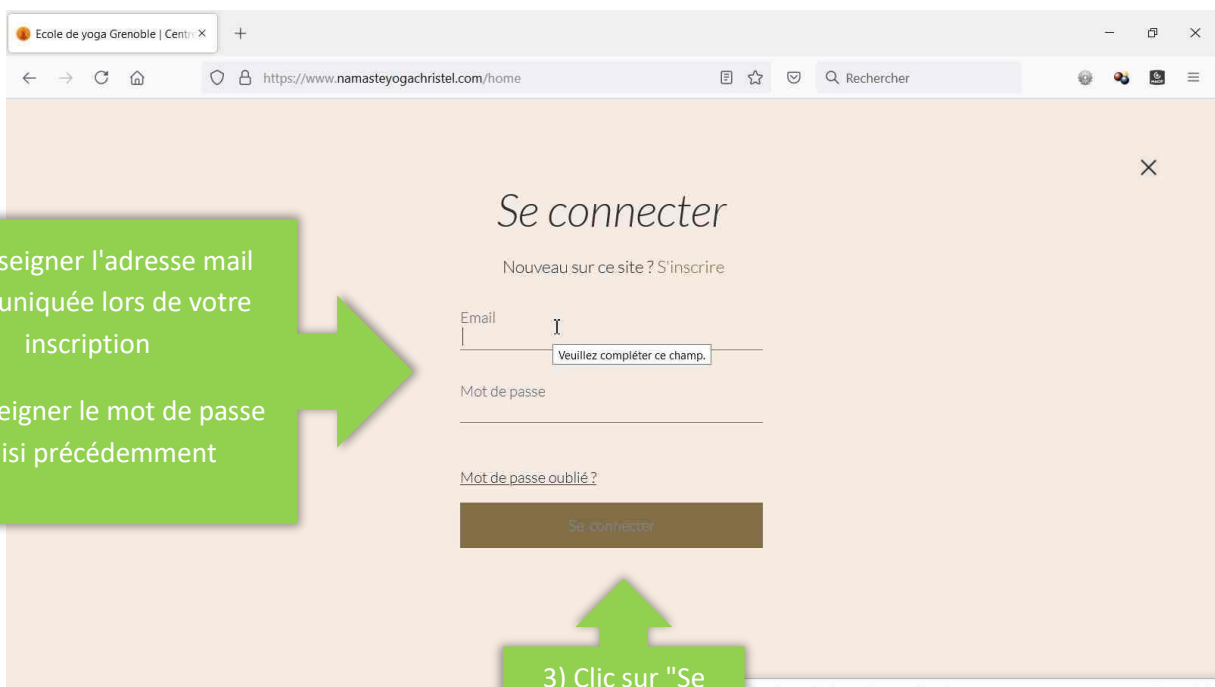 Ecole de yoga Grenoble | Centr
https://www.namasteyogachristel.com/home
Rechercher
Se connecter
Nouveau sur ce site ? S'inscrire
seigner l'adresse mail
uniquée lors de votre
inscription
eigner le mot de passe
isi précédemment
Email
Veuillez compléter ce champ.
Mot de passe
Mot de passe oublié ?
Se connecter
3) Clic sur "Se